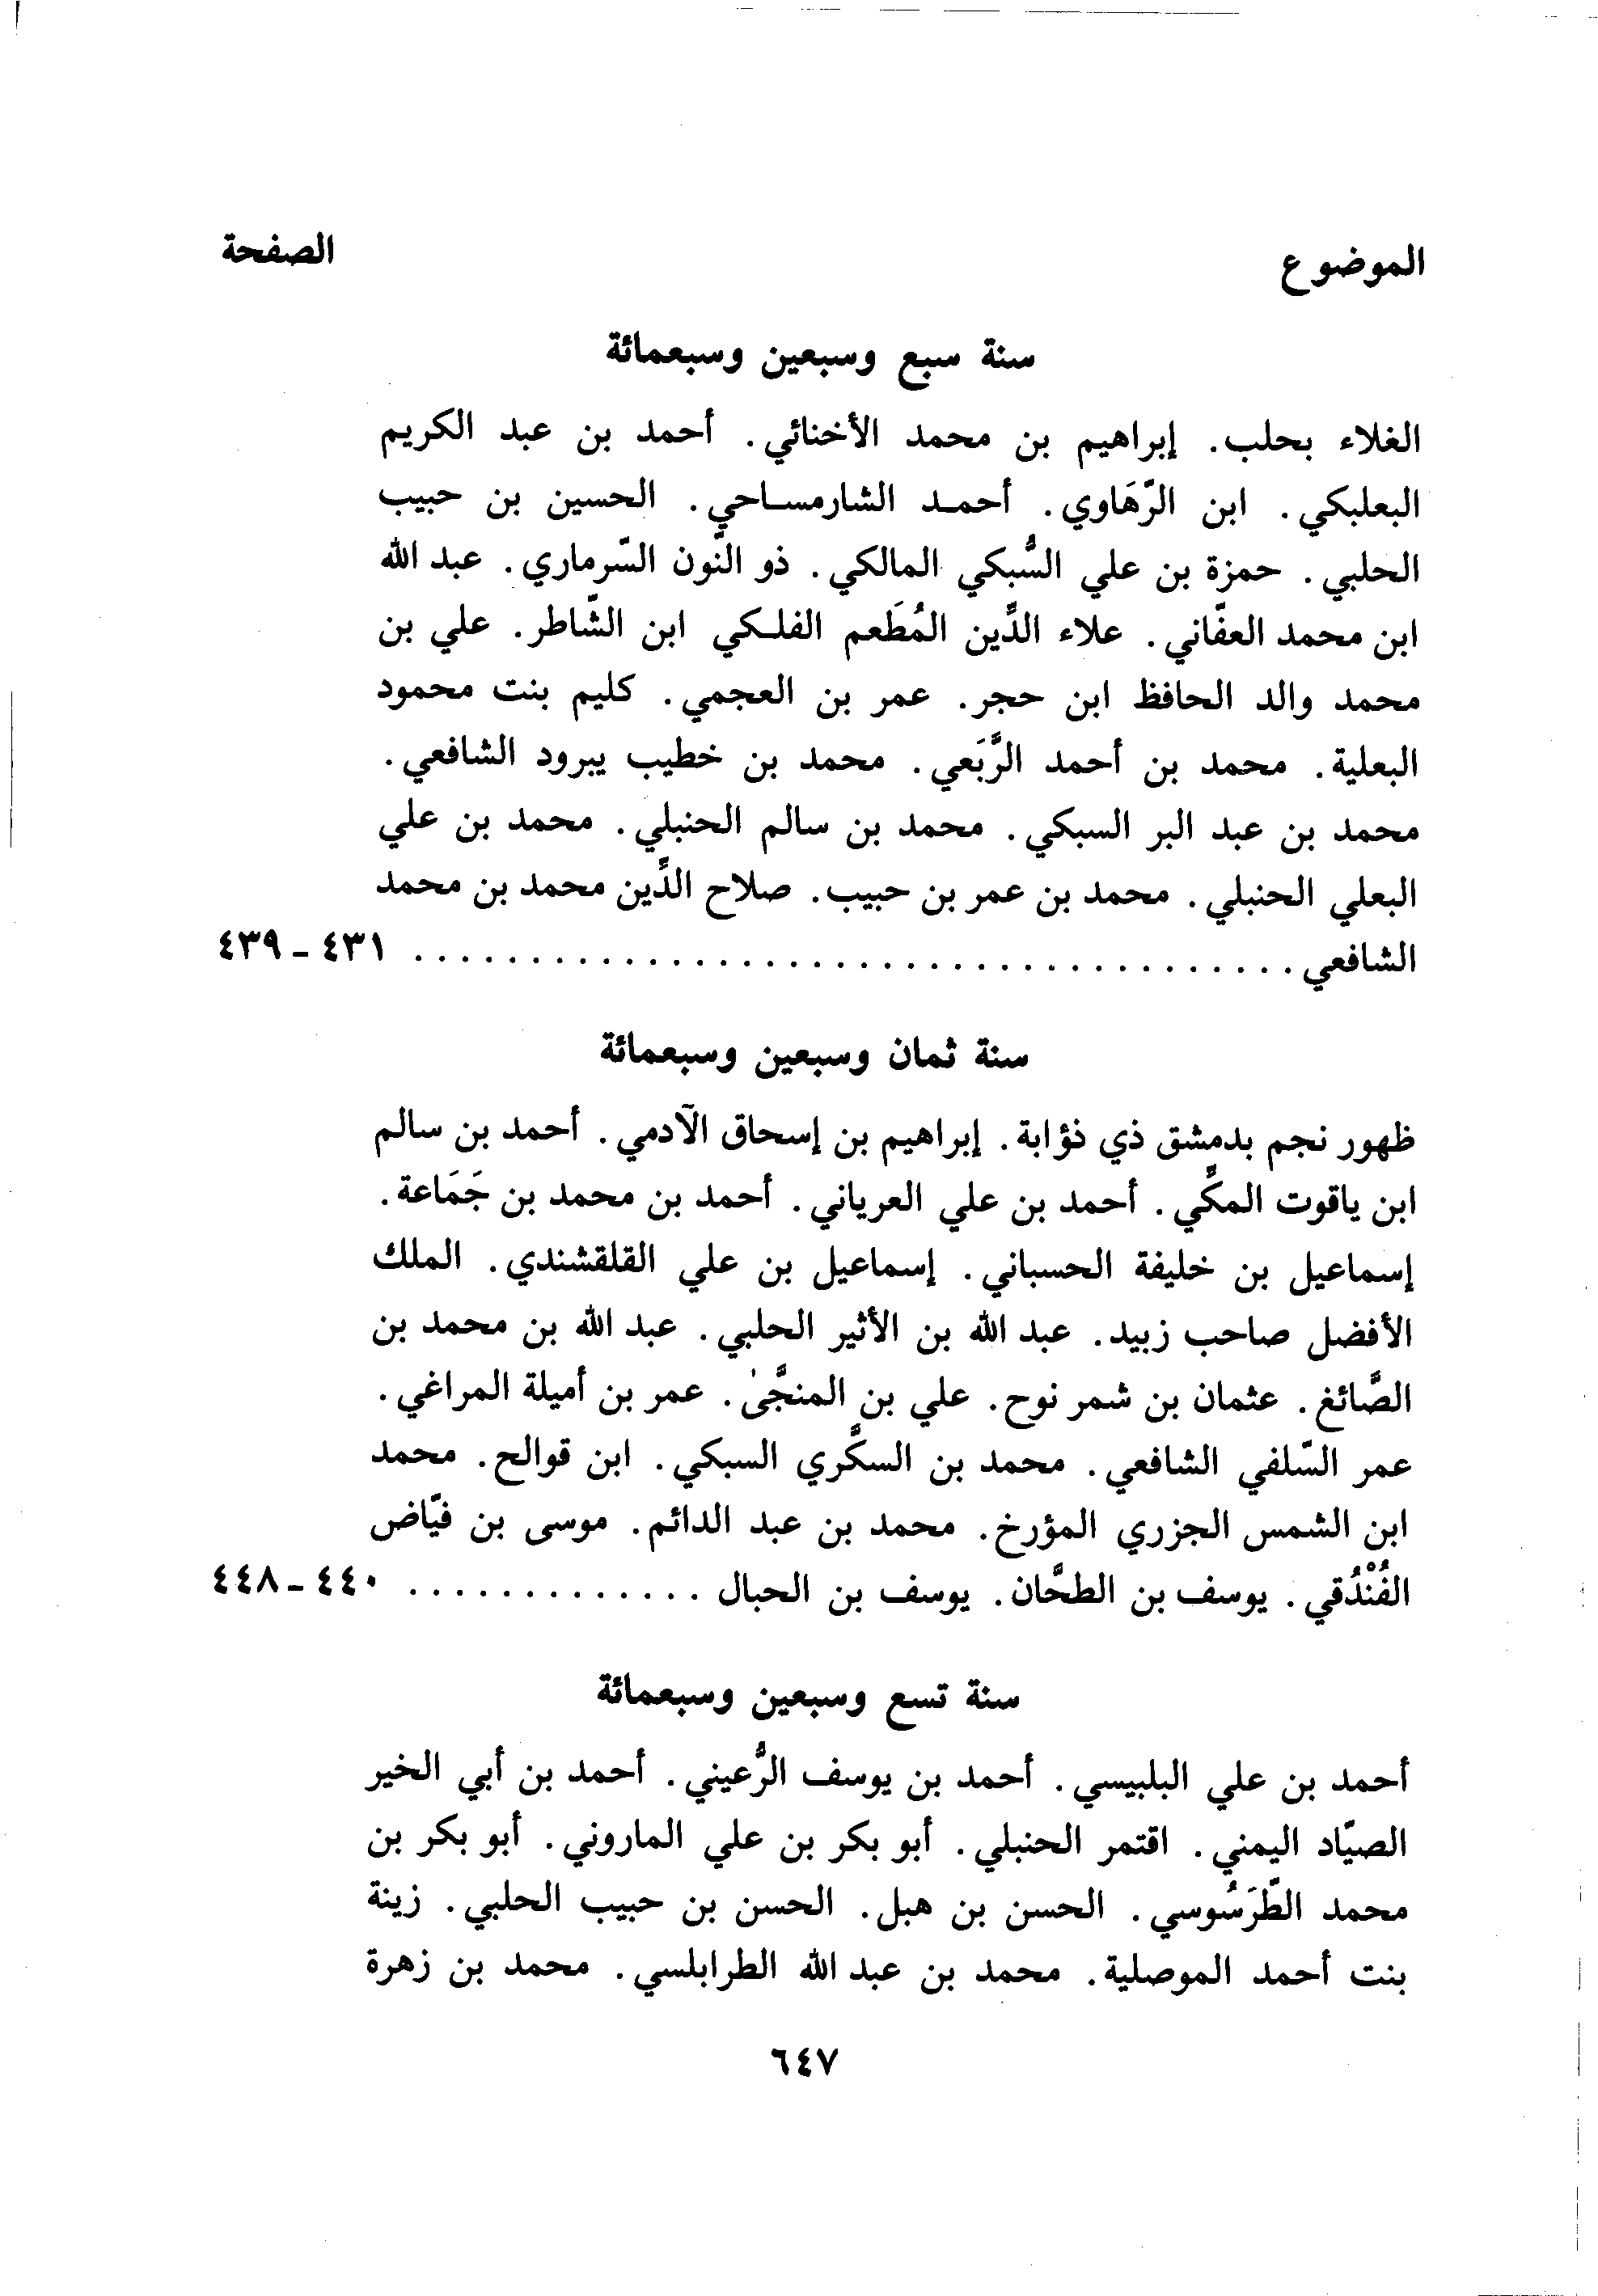 الموضوع الصفحة
سنة سبع وسبعين وسبعمائة
الغلاء بحلب. إبراهيم بن محمد الأخنائي. أحمد بن عبد الكريم
البعلبكي. ابن الرّهَاوي. أحمـد الشارمسـاحي. الحسين بن حبيب
الحلبي. حمزة بن علي السُّبكي المالكي. ذو النّون السّرماري. عبد الله
ابن محمد العفّاني. علاء الدِّين المُطَعم الفلـكي ابن الشّاطر. علي بن
محمد والد الحافظ ابن حجر. عمر بن العجمي. كليم بنت محمود
البعلية. محمد بن أحمد الرَّبَعي. محمد بن خطيب يبرود الشافعي.
محمد بن عبد البر السبكي. محمد بن سالم الحنبلي. محمد بن علي
البعلي الحنبلي. محمد بن عمر بن حبيب. صلاح الدِّين محمد بن محمد
الشافعي ...................................... ٤٣١ - ٤٣٩
سنة ثمان وسبعين وسبعمائة
ظهور نجم بدمشق ذي ذؤابة. إبراهيم بن إسحاق الآدمي. أحمد بن سالم
ابن ياقوت المكِّي. أحمد بن علي العرياني. أحمد بن محمد بن جَمَاعة.
إسماعيل بن خليفة الحسباني. إسماعيل بن علي القلقشندي. الملك
الأفضل صاحب زبيد. عبد الله بن الأثير الحلبي. عبد الله بن محمد بن
الصَّائغ. عثمان بن شمر نوح. علي بن المنجَّىٰ. عمر بن أميلة المراغي.
عمر السّلفي الشافعي. محمد بن السكَّري السبكي. ابن قوالح. محمد
ابن الشمس الجزري المؤرخ. محمد بن عبد الدائم. موسى بن فيّاض
الفُنْدُقي. يوسف بن الطحَّان. يوسف بن الحبال ............. ٤٤٠ - ٤٤٨
سنة تسع وسبعين وسبعمائة
أحمد بن علي البلبيسي. أحمد بن يوسف الرُّعيني. أحمد بن أبي الخير
الصيّاد اليمني. اقتمر الحنبلي. أبو بكر بن علي الماروني. أبو بكر بن
محمد الطّرَسُوسي. الحسن بن هبل. الحسن بن حبيب الحلبي. زينة
بنت أحمد الموصلية. محمد بن عبد الله الطرابلسي. محمد بن زهرة
٦٤٧